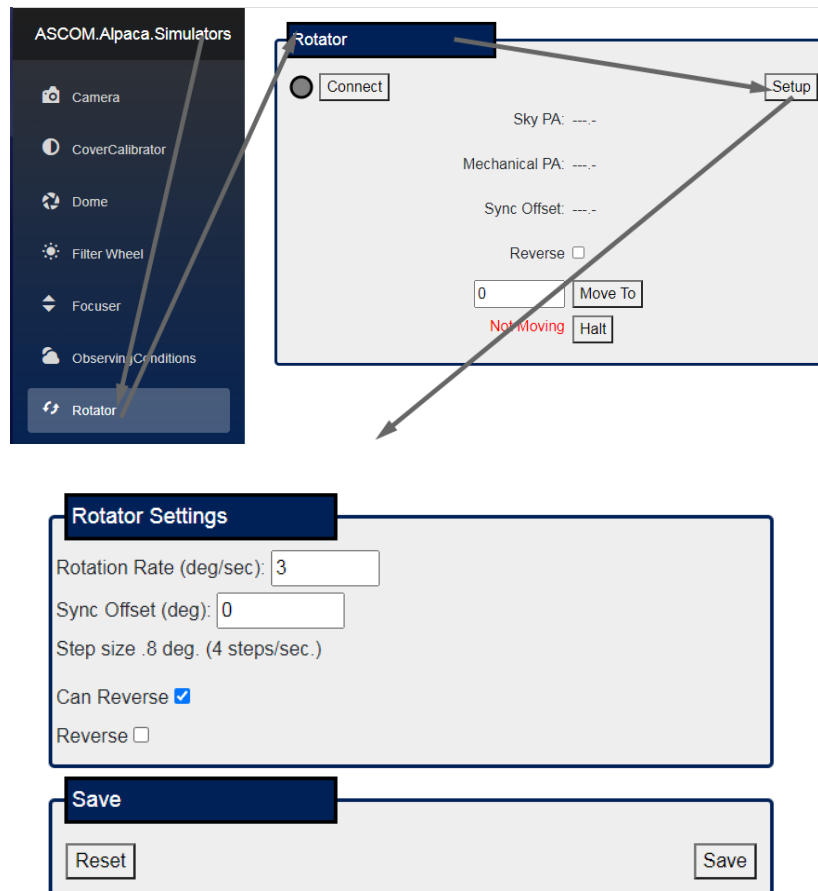 ASCOM.Alpaca.Simulators
Camera
CoverCalibrator
Dome
Filter Wheel
Focuser
ObservingConditions
Rotator
Rotator
Connect
Setup
Sky PA: ---.-
Mechanical PA: ---.-
Sync Offset: ---.-
Reverse
0 Move To
Not Moving Halt
Rotator Settings
Rotation Rate (deg/sec): 3
Sync Offset (deg): 0
Step size .8 deg. (4 steps/sec.)
Can Reverse
Reverse
Save
Reset
Save